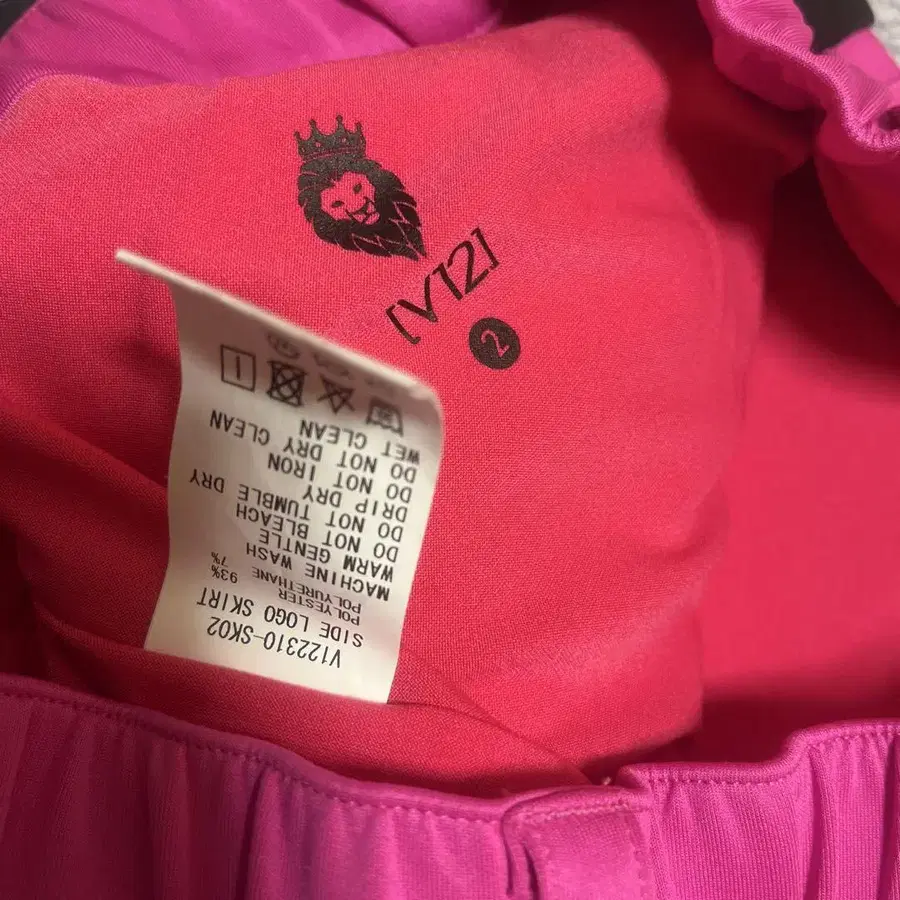 [V12]
2
V122310-SK02
SIDE LOGO SKIRT
POLYESTER 93%
POLYURETHANE 7%
MACHINE WASH
WARM GENTLE
DO NOT BLEACH
DO NOT TUMBLE DRY
DRIP DRY
DO NOT IRON
DO NOT DRY CLEAN
WET CLEAN